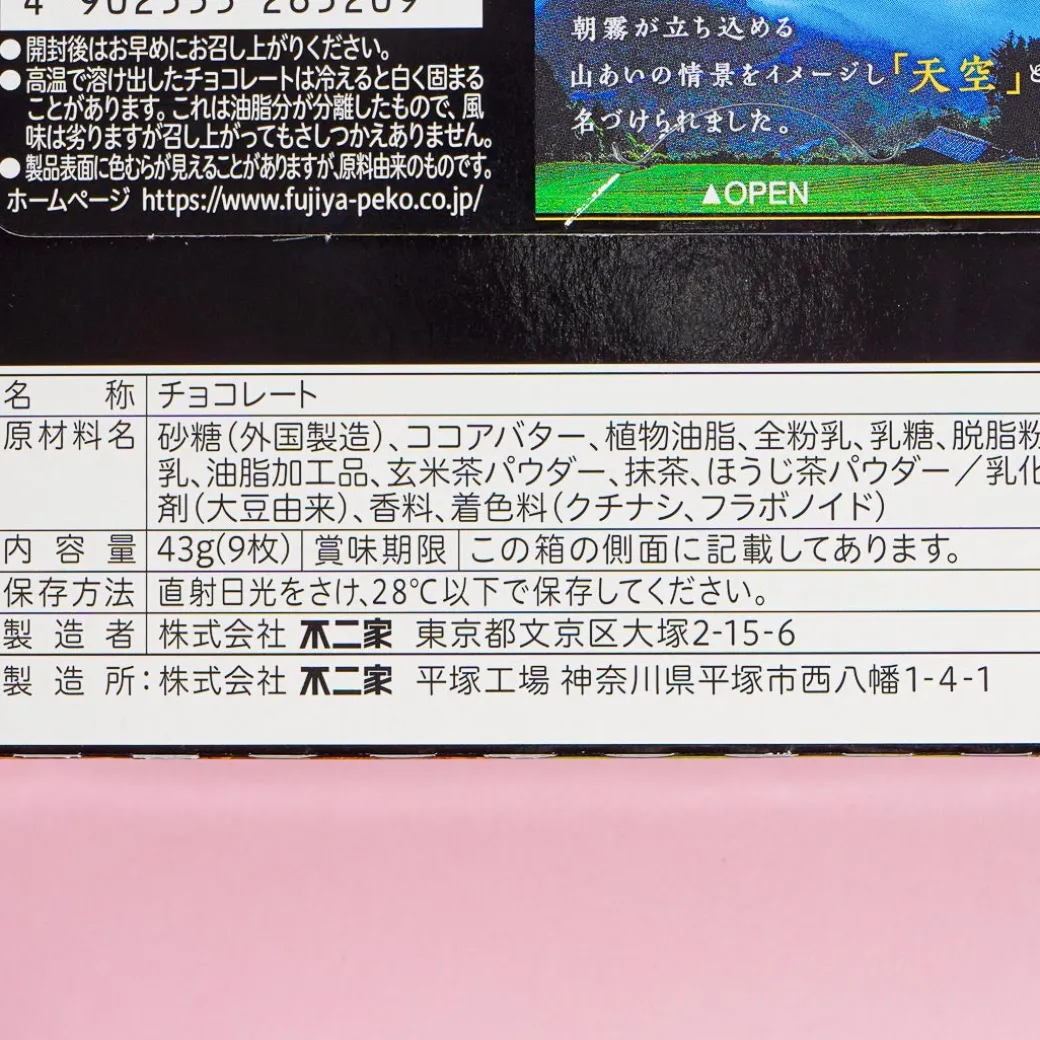 4 902555 285209
●開封後はお早めにお召し上がりください。
●高温で溶け出したチョコレートは冷えると白く固まる
ことがあります。これは油脂分が分離したもので、風
味は劣りますが召し上がってもさしつかえありません。
●製品表面に色むらが見えることがありますが、原料由来のものです。
ホームページ https://www.fujiya-peko.co.jp/
朝霧が立ち込める
山あいの情景をイメージし「天空」と
名づけられました。
▲OPEN
名称 チョコレート
原材料名 砂糖(外国製造)、ココアバター、植物油脂、全粉乳、乳糖、脱脂粉
乳、油脂加工品、玄米茶パウダー、抹茶、ほうじ茶パウダー／乳化
剤(大豆由来)、香料、着色料(クチナシ、フラボノイド)
内容量 43g(9枚) 賞味期限 この箱の側面に記載してあります。
保存方法 直射日光をさけ、28℃以下で保存してください。
製造者 株式会社 不二家 東京都文京区大塚2-15-6
製造所：株式会社 不二家 平塚工場 神奈川県平塚市西八幡1-4-1